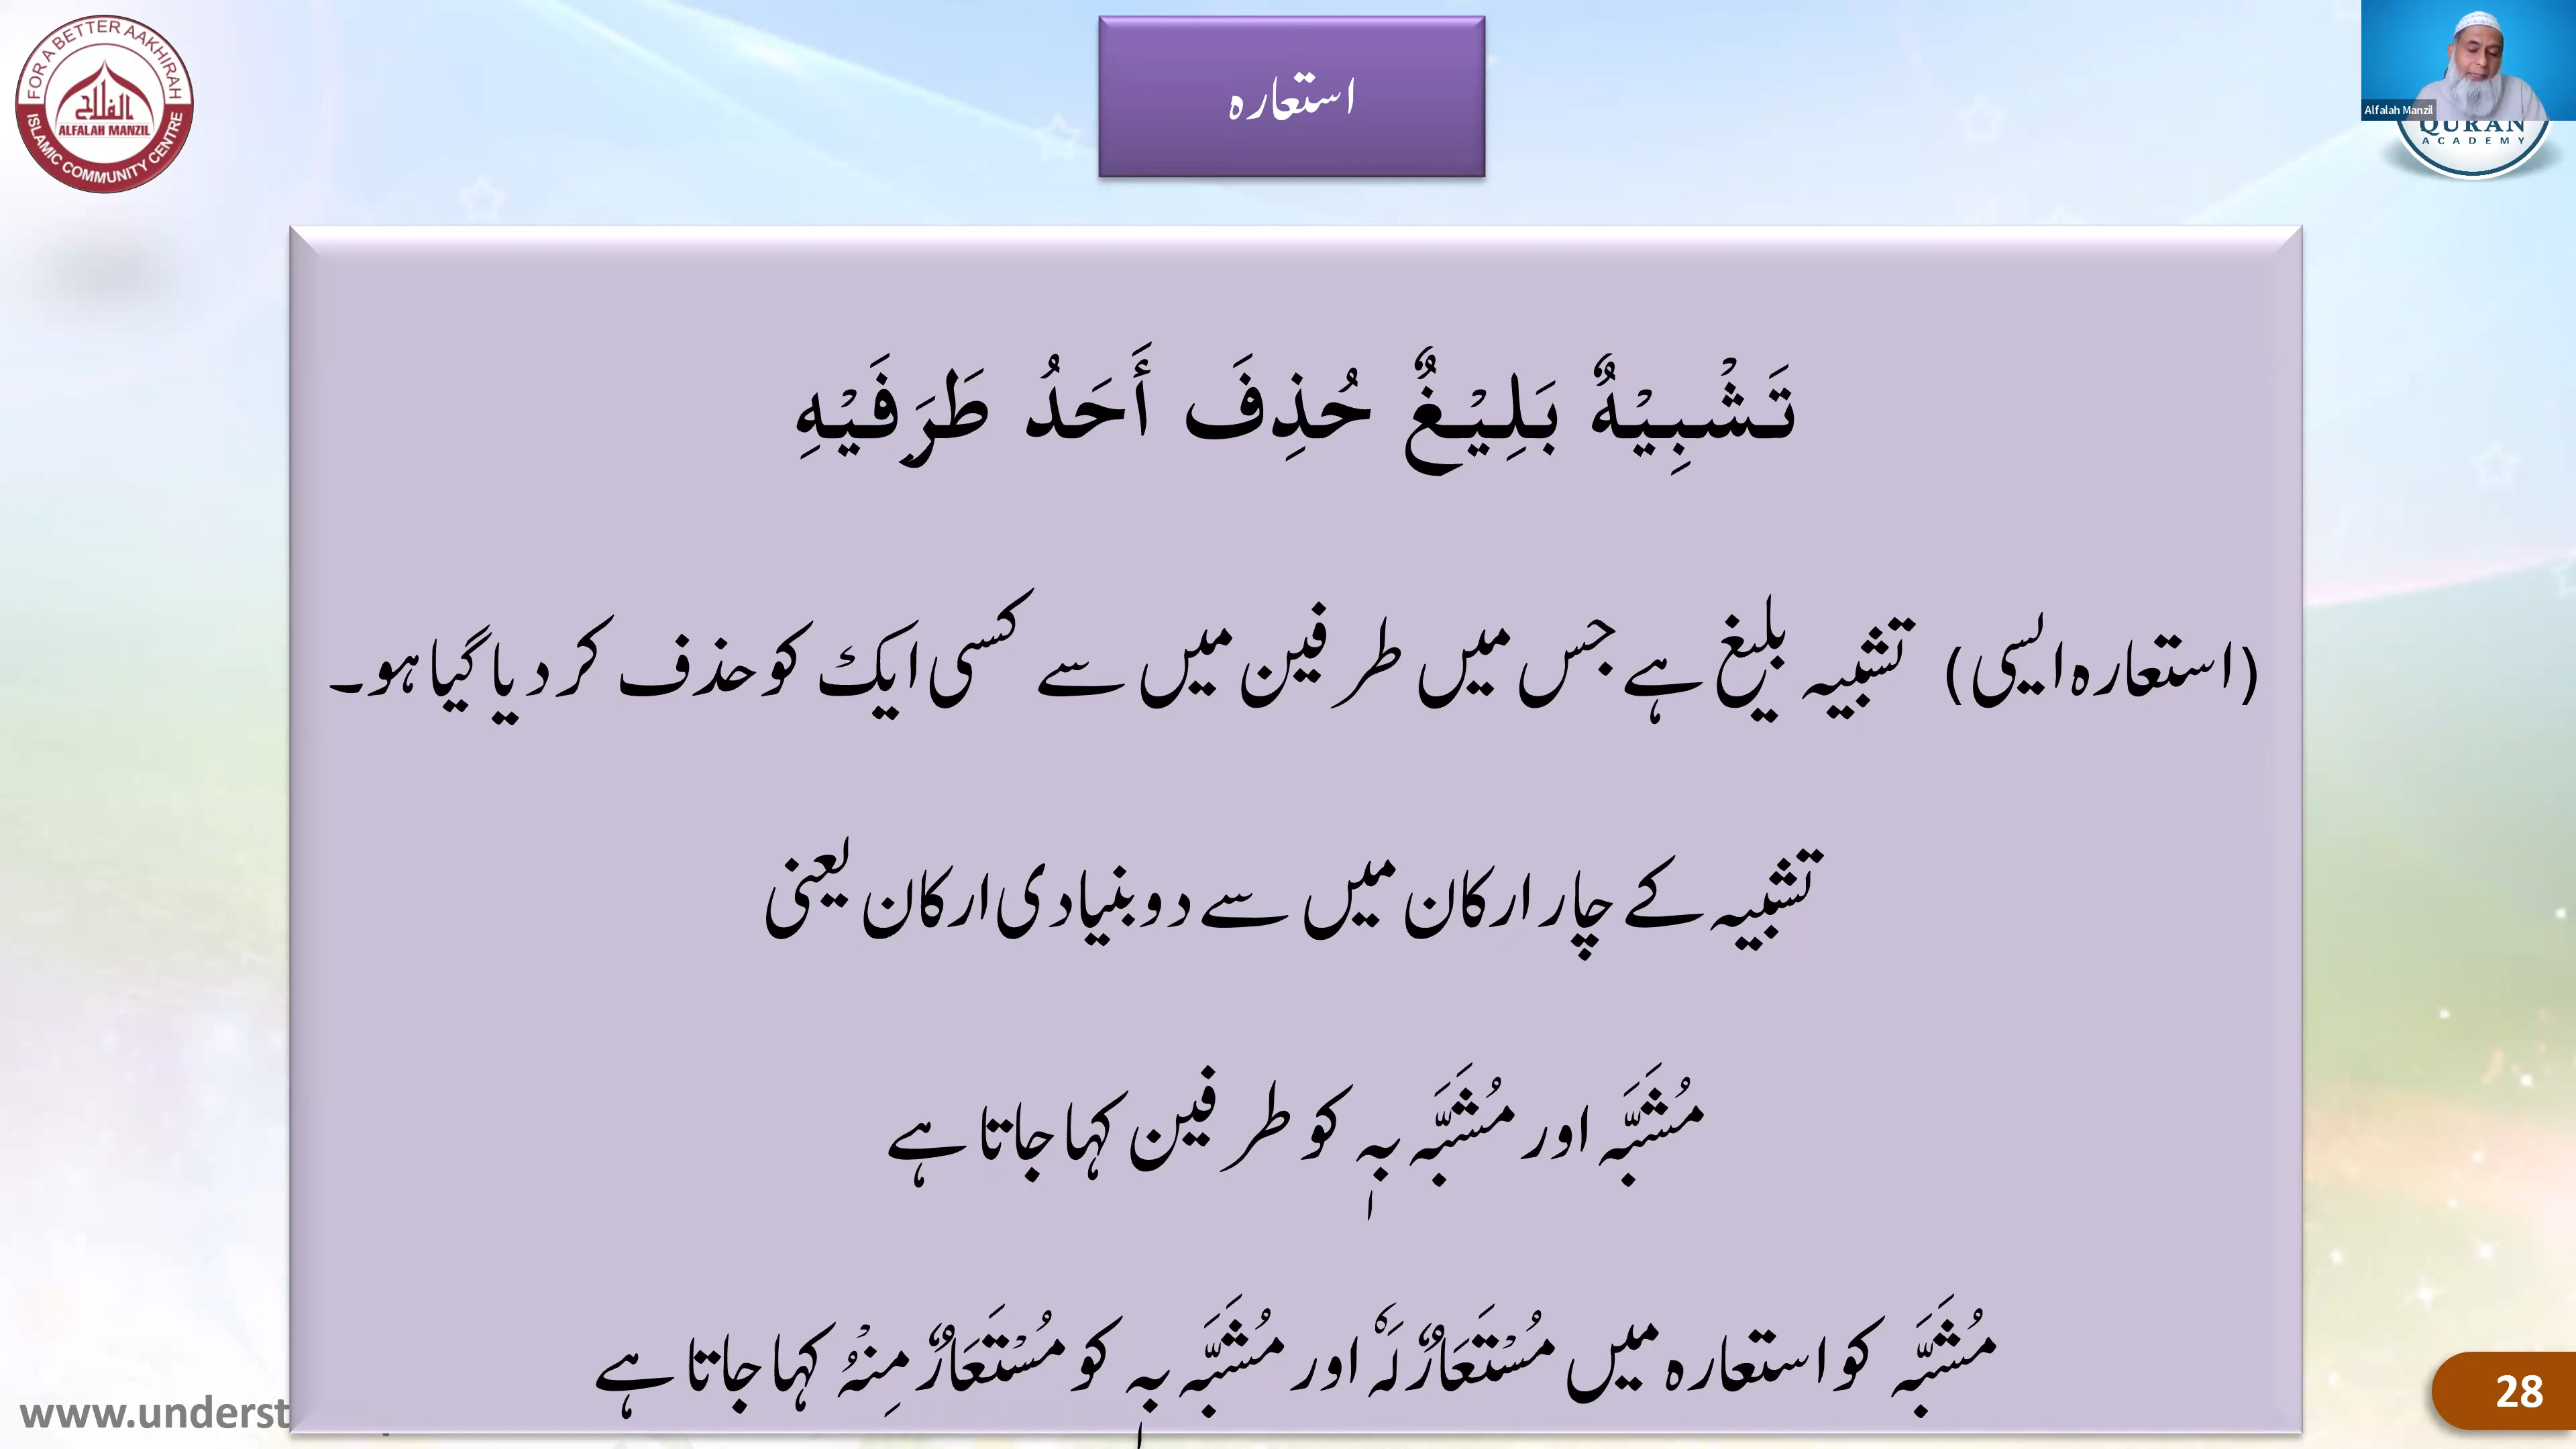 FOR A BETTER AAKHIRAH
الفلاح
ALFALAH MANZIL
ISLAMIC COMMUNITY CENTRE
استعارہ
Alfalah Manzil
QURAN
ACADEMY
تَشْبِيْهٌ بَلِيْغٌ حُذِفَ أَحَدُ طَرَفَيْهِ
(استعارہ ایسی) تشبیہ بلیغ ہے جس میں طرفین میں سے کسی ایک کو حذف کر دیا گیا ہو۔
تشبیہ کے چار ارکان میں سے دو بنیادی ارکان یعنی
مُشَبَّہ اور مُشَبَّہ بہٖ کو طرفین کہا جاتا ہے
مُشَبَّہ کو استعارہ میں مُسْتَعَارٌ لَہٗ اور مُشَبَّہ بہٖ کو مُسْتَعَارٌ مِنْہُ کہا جاتا ہے
www.underst
28